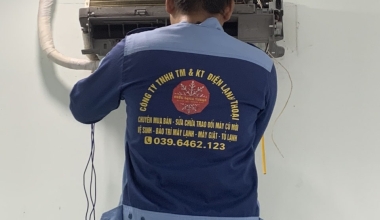 CÔNG TY TNHH TM & KT ĐIỆN LẠNH THOẠI
CHUYÊN MUA BÁN - SỬA CHỮA TRAO ĐỔI MÁY CŨ MỚI
VỆ SINH - BẢO TRÌ MÁY LẠNH - MÁY GIẶT - TỦ LẠNH
039.6462.123